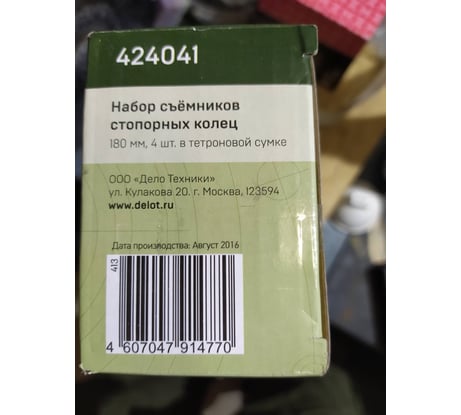 424041
Набор съёмников
стопорных колец
180 мм, 4 шт. в тетроновой сумке
ООО «Дело Техники»
ул. Кулакова 20. г. Москва, 123594
www.delot.ru
Дата производства: Август 2016
413
4 607047 914770